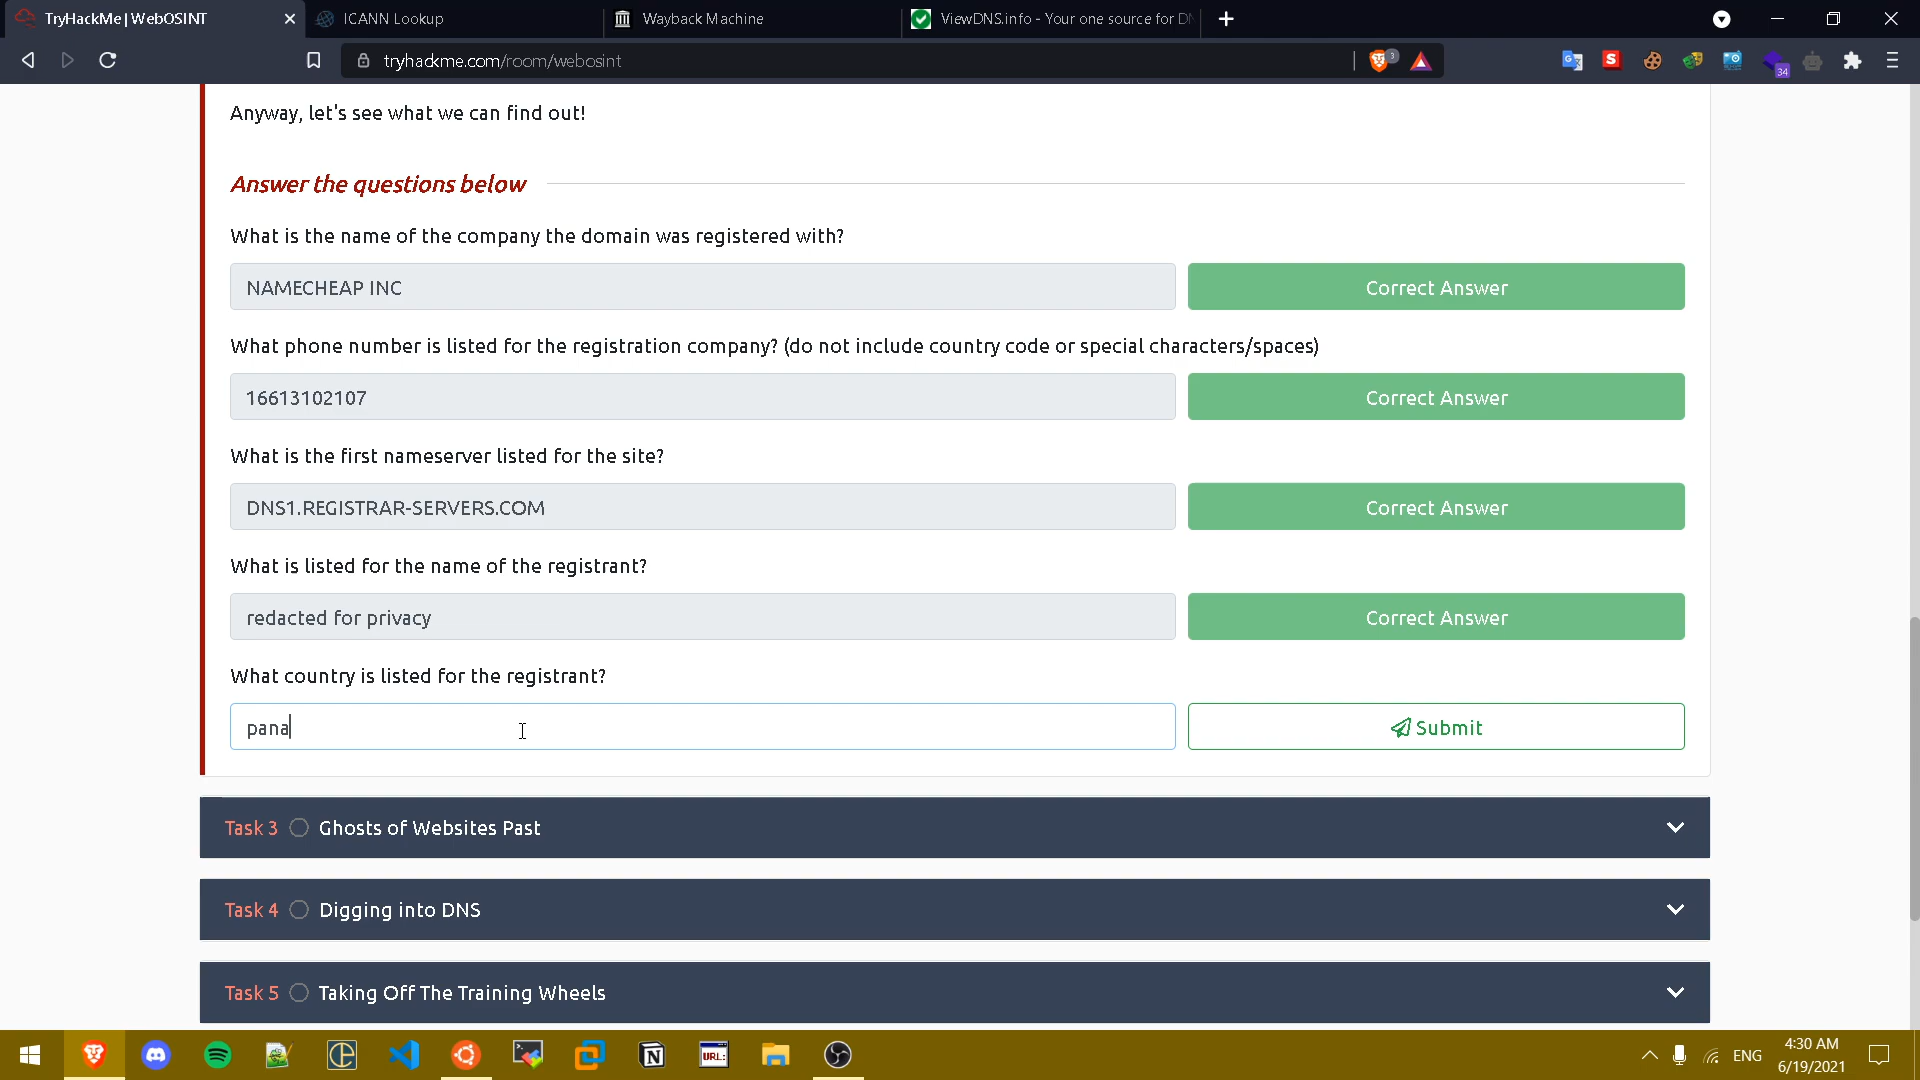 TryHackMe | WebOSINT
ICANN Lookup
Wayback Machine
ViewDNS.info - Your one source for DN
tryhackme.com/room/webosint
3
34
Anyway, let's see what we can find out!
Answer the questions below
What is the name of the company the domain was registered with?
NAMECHEAP INC
Correct Answer
What phone number is listed for the registration company? (do not include country code or special characters/spaces)
16613102107
Correct Answer
What is the first nameserver listed for the site?
DNS1.REGISTRAR-SERVERS.COM
Correct Answer
What is listed for the name of the registrant?
redacted for privacy
Correct Answer
What country is listed for the registrant?
pana
Submit
Task 3 Ghosts of Websites Past
Task 4 Digging into DNS
Task 5 Taking Off The Training Wheels
URL:
ENG
4:30 AM
6/19/2021